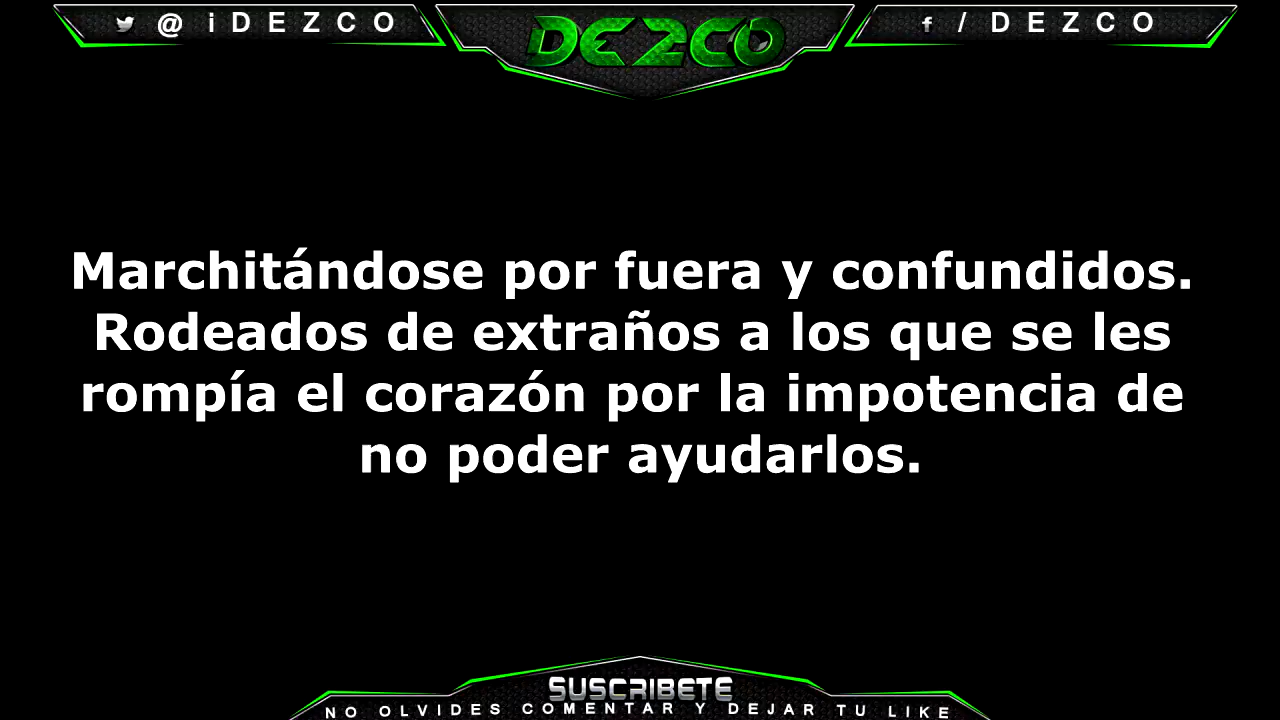 @iDEZCO
DEZCO
f / DEZCO
Marchitándose por fuera y confundidos.
Rodeados de extraños a los que se les
rompía el corazón por la impotencia de
no poder ayudarlos.
SUSCRIBETE
NO OLVIDES COMENTAR Y DEJAR TU LIKE